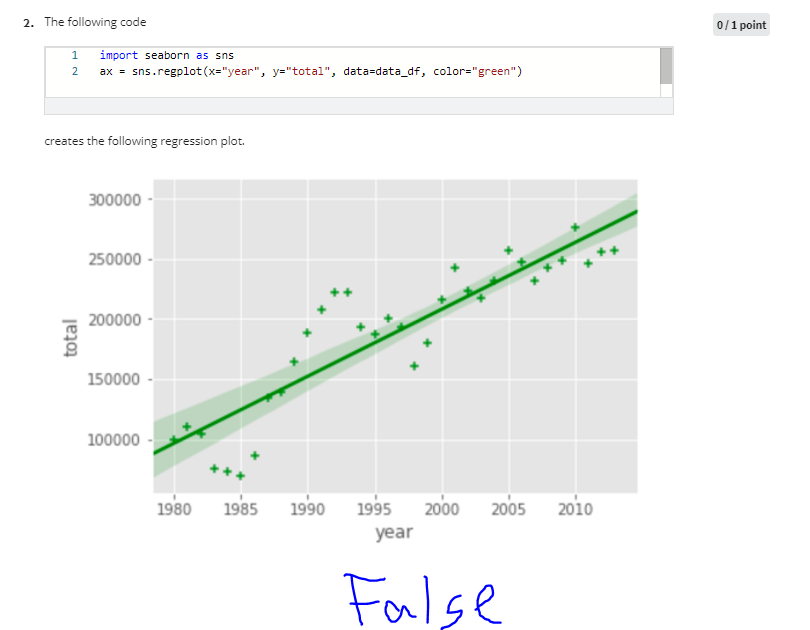 2. The following code
0 / 1 point
1 import seaborn as sns
2 ax = sns.regplot(x="year", y="total", data=data_df, color="green")
creates the following regression plot.
300000
250000
200000
150000
100000
total
1980 1985 1990 1995 2000 2005 2010
year
False